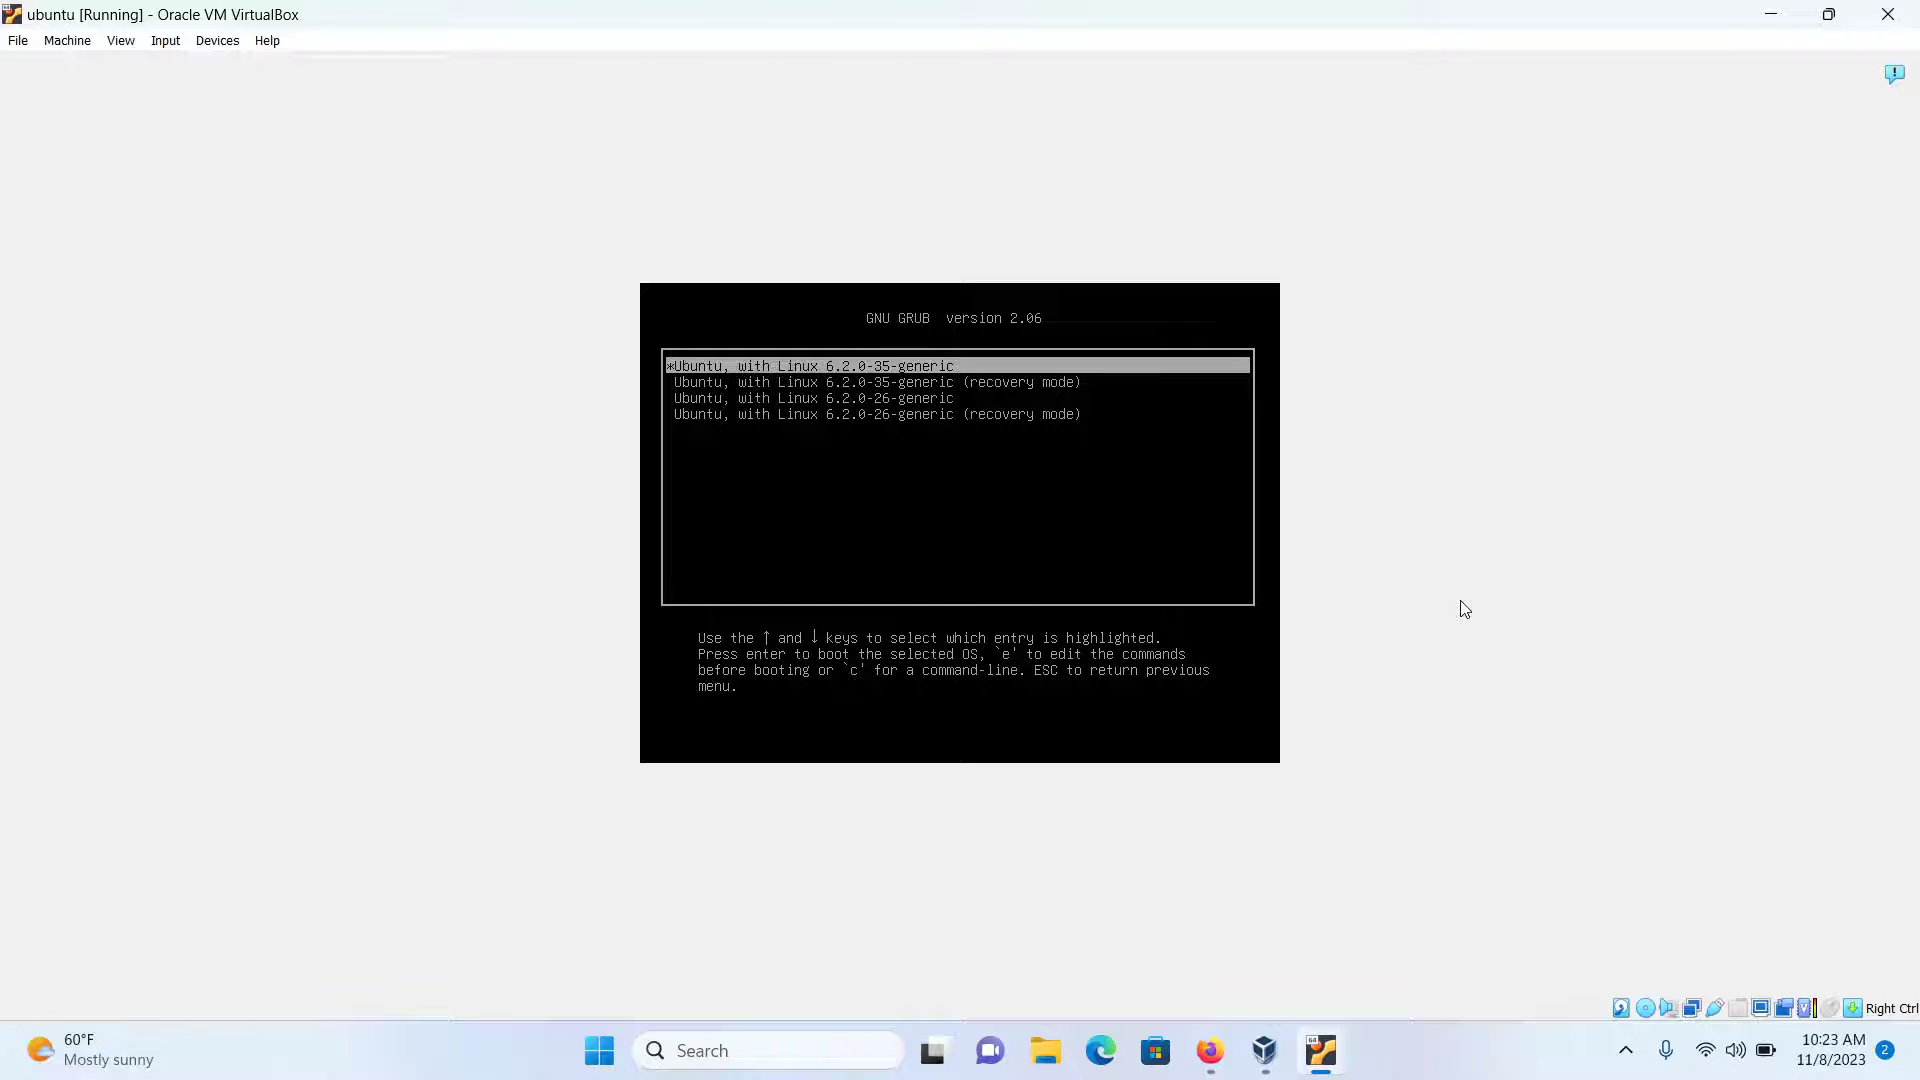 ubuntu [Running] - Oracle VM VirtualBox
File Machine View Input Devices Help
GNU GRUB version 2.06
*Ubuntu, with Linux 6.2.0-35-generic
Ubuntu, with Linux 6.2.0-35-generic (recovery mode)
Ubuntu, with Linux 6.2.0-26-generic
Ubuntu, with Linux 6.2.0-26-generic (recovery mode)
Use the ↑ and ↓ keys to select which entry is highlighted.
Press enter to boot the selected OS, `e' to edit the commands
before booting or `c' for a command-line. ESC to return previous
menu.
Right Ctrl
60°F
Mostly sunny
Search
64
10:23 AM
11/8/2023
2